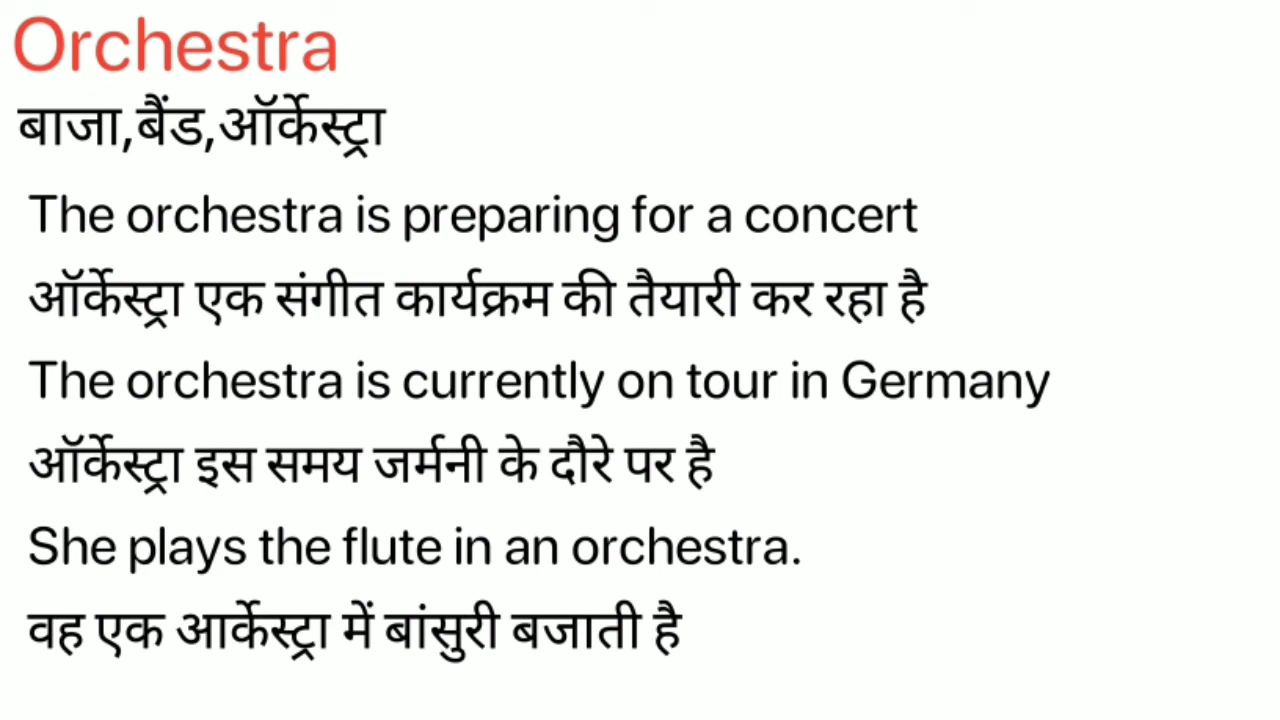 Orchestra
बाजा,बैंड,ऑर्केस्ट्रा
The orchestra is preparing for a concert
ऑर्केस्ट्रा एक संगीत कार्यक्रम की तैयारी कर रहा है
The orchestra is currently on tour in Germany
ऑर्केस्ट्रा इस समय जर्मनी के दौरे पर है
She plays the flute in an orchestra.
वह एक आर्केस्ट्रा में बांसुरी बजाती है